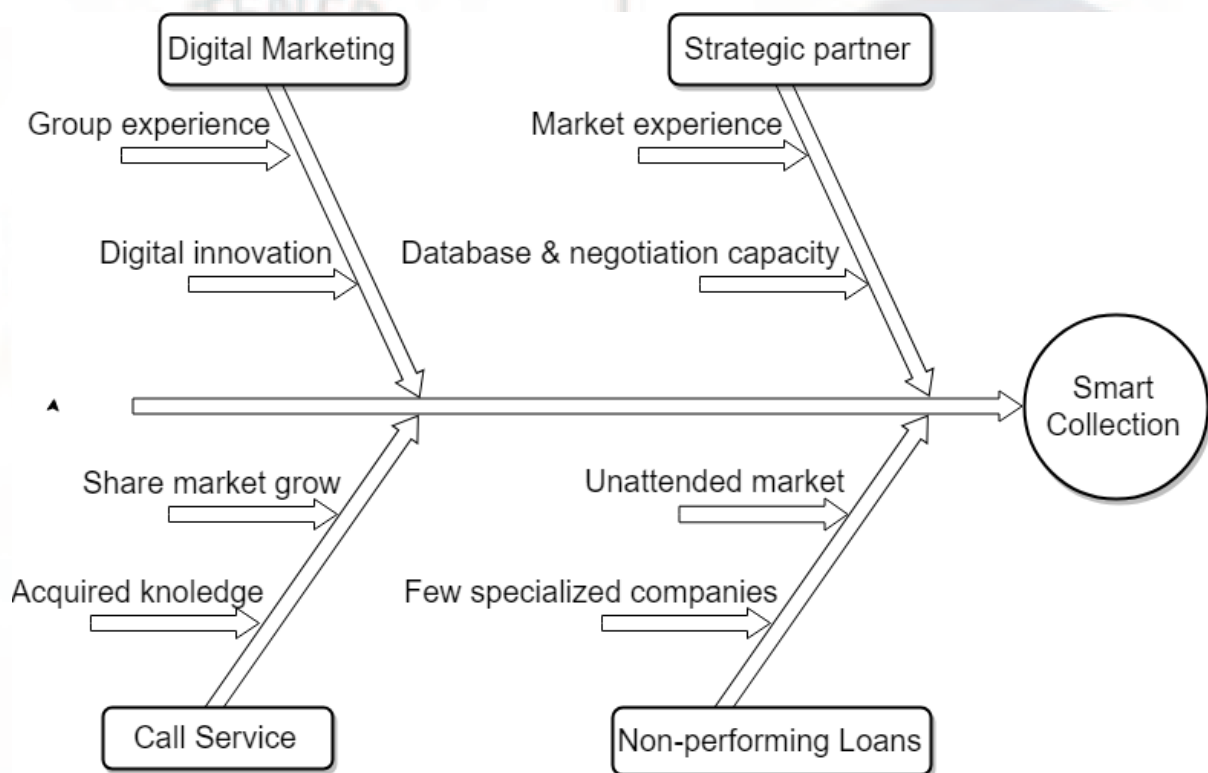 Digital Marketing
Strategic partner
Group experience
Market experience
Digital innovation
Database & negotiation capacity
Smart
Collection
Share market grow
Unattended market
Acquired knoledge
Few specialized companies
Call Service
Non-performing Loans